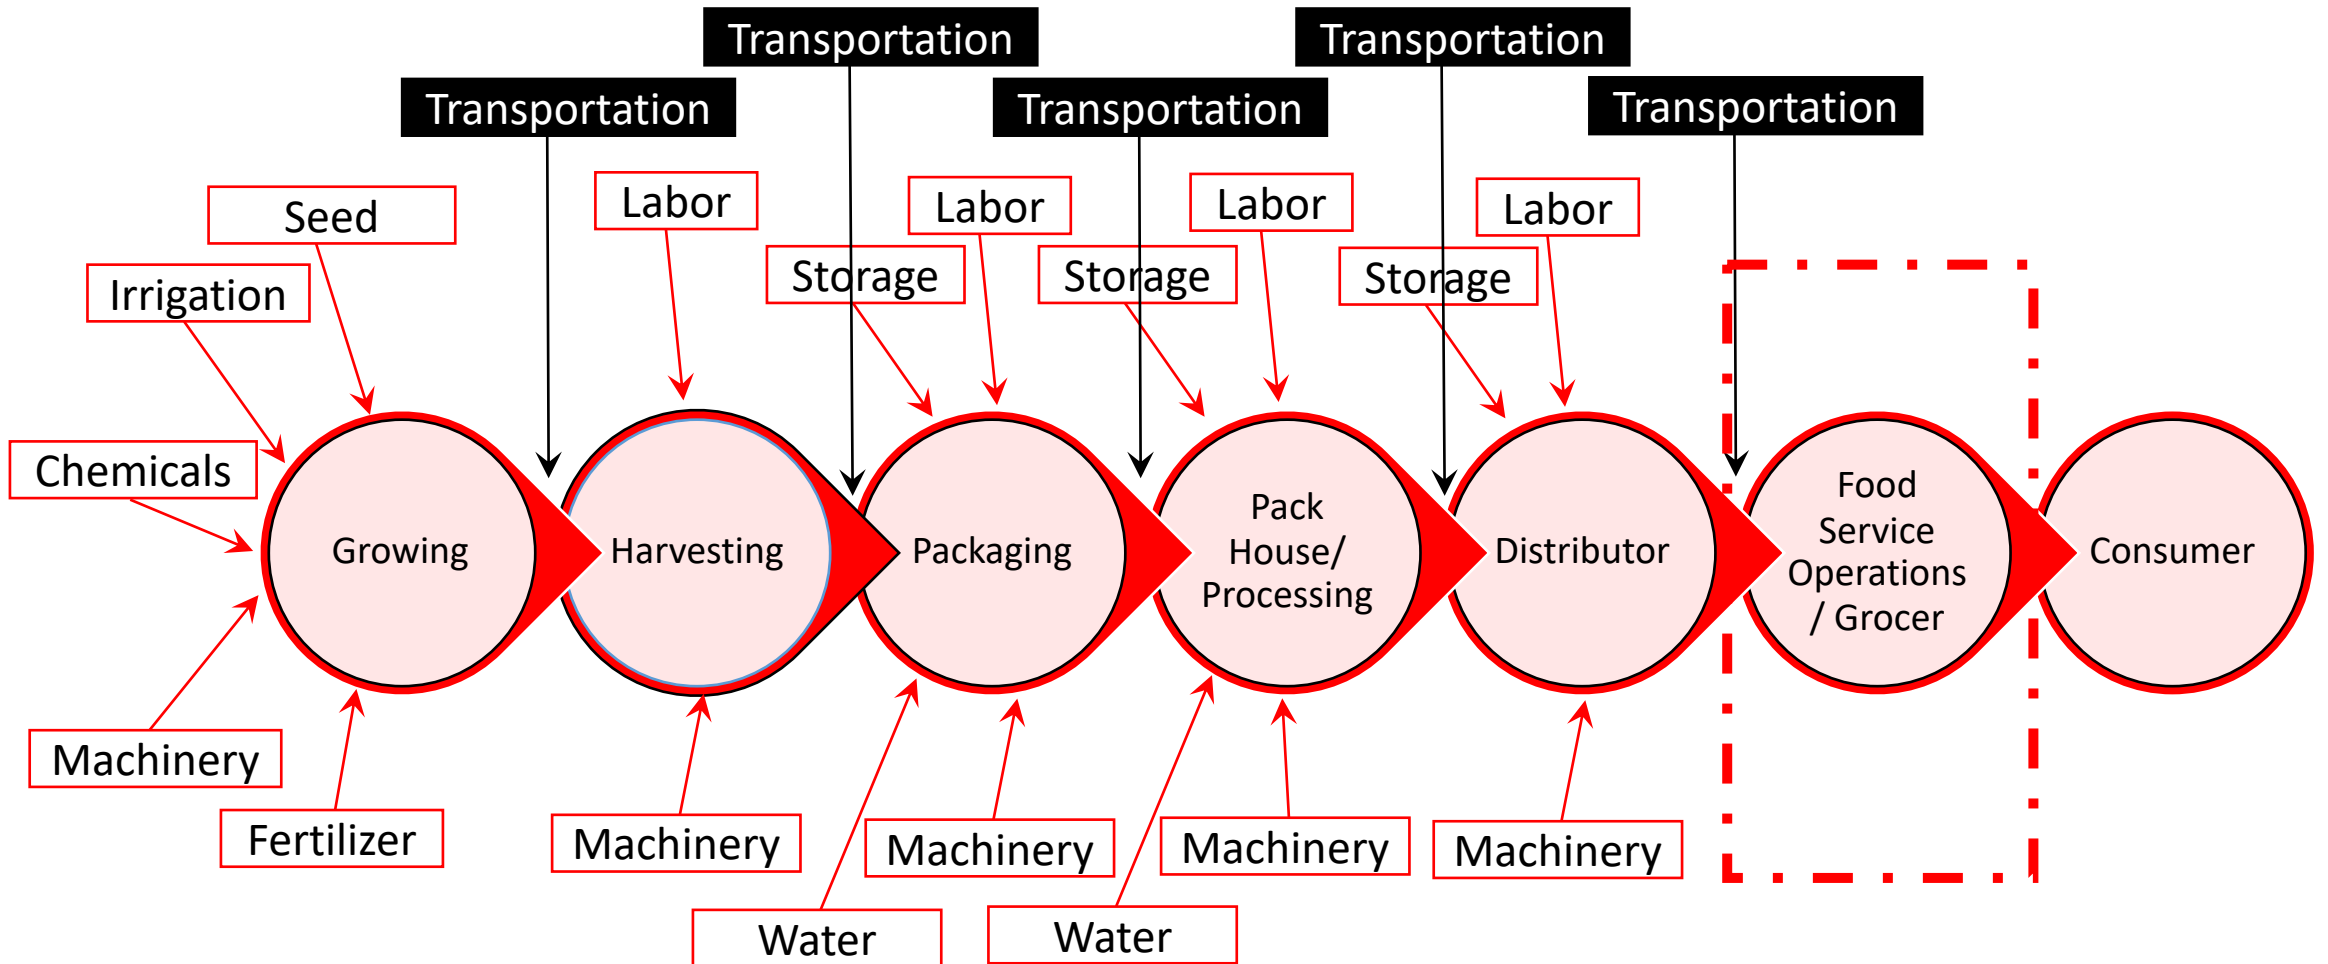 Transportation
Transportation
Transportation
Transportation
Transportation
Labor
Labor
Labor
Labor
Seed
Storage
Storage
Storage
Irrigation
Chemicals
Growing
Harvesting
Packaging
Pack
House/
Processing
Distributor
Food
Service
Operations
/ Grocer
Consumer
Machinery
Fertilizer
Machinery
Machinery
Machinery
Machinery
Water
Water